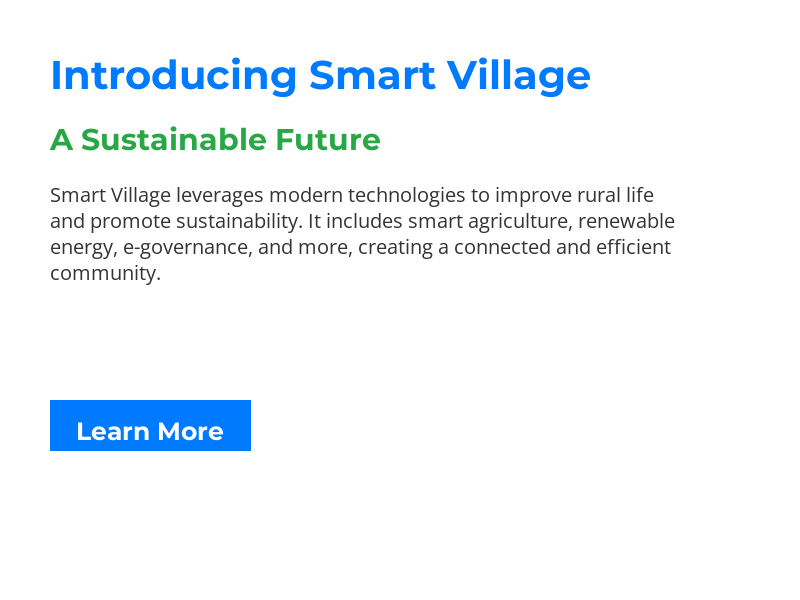 Introducing Smart Village
A Sustainable Future
Smart Village leverages modern technologies to improve rural life
and promote sustainability. It includes smart agriculture, renewable
energy, e-governance, and more, creating a connected and efficient
community.
Learn More